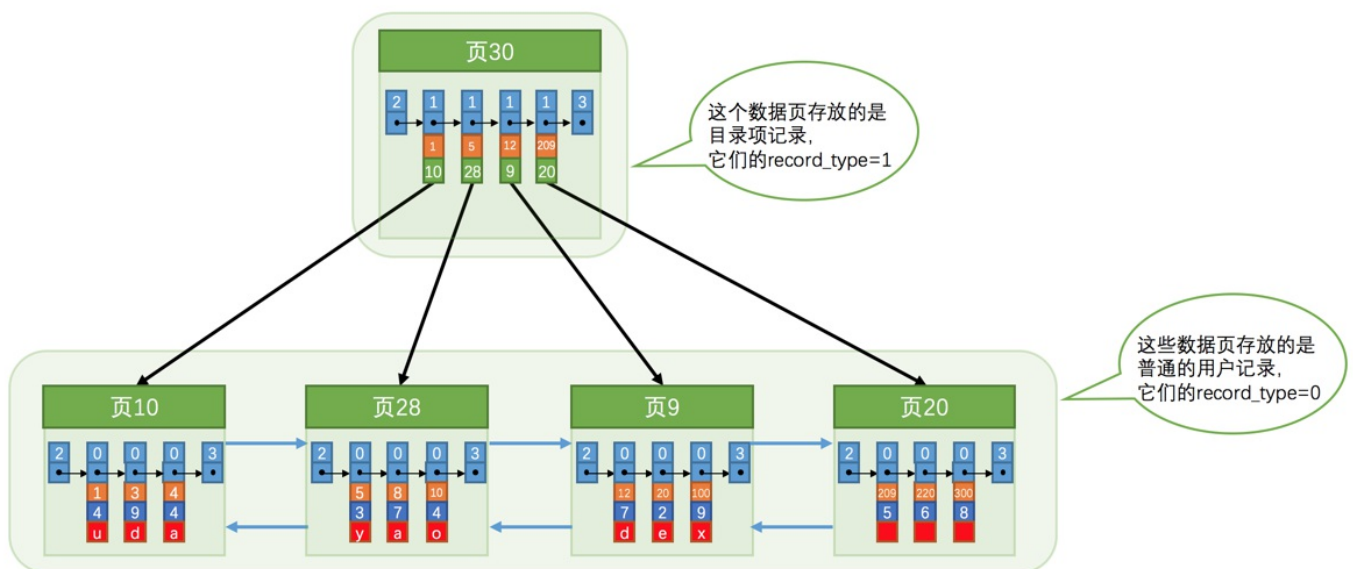 页30
2 1 1 1 1 3
1 5 12 209
10 28 9 20
这个数据页存放的是
目录项记录,
它们的record_type=1
这些数据页存放的是
普通的用户记录,
它们的record_type=0
页10
2 0 0 0 3
1 3 4
4 9 4
u d a
页28
2 0 0 0 3
5 8 10
3 7 4
y a o
页9
2 0 0 0 3
12 20 100
7 2 9
d e x
页20
2 0 0 0 3
209 220 300
5 6 8